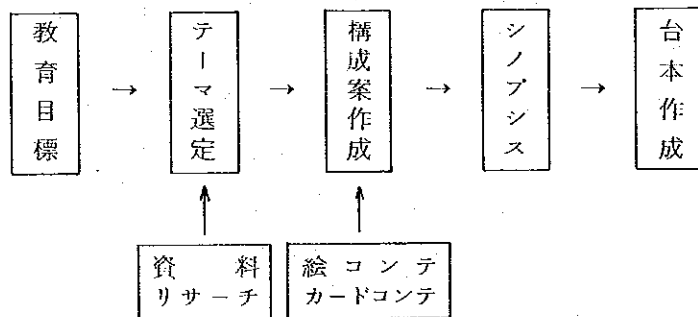 教育目標
テーマ選定
構成案作成
シノプシス
台本作成
資料
リサーチ
絵コンテ
カードコンテ